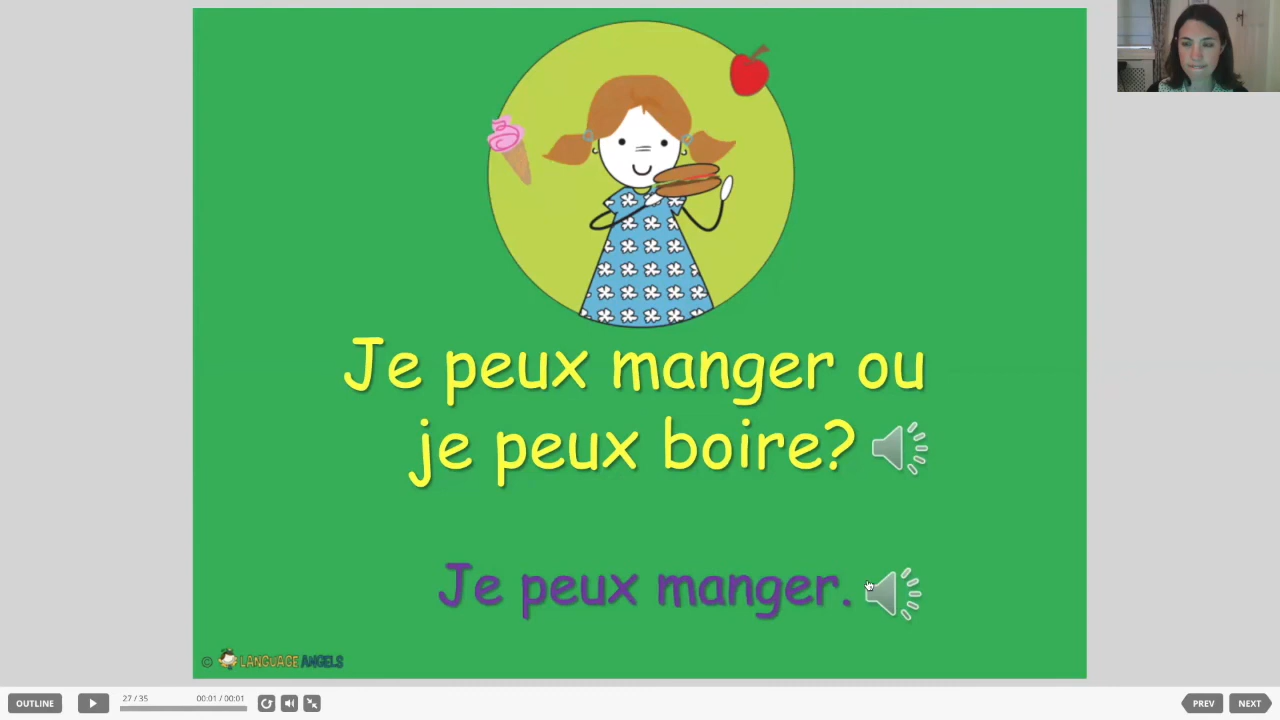 Je peux manger ou
je peux boire?
Je peux manger.
© LANGUAGE ANGELS
OUTLINE
27 / 35
00:01 / 00:01
PREV
NEXT